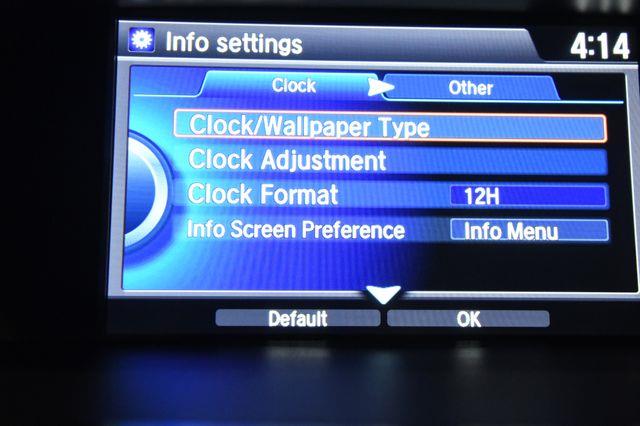 Info settings 4:14
Clock Other
Clock/Wallpaper Type
Clock Adjustment
Clock Format 12H
Info Screen Preference Info Menu
Default OK